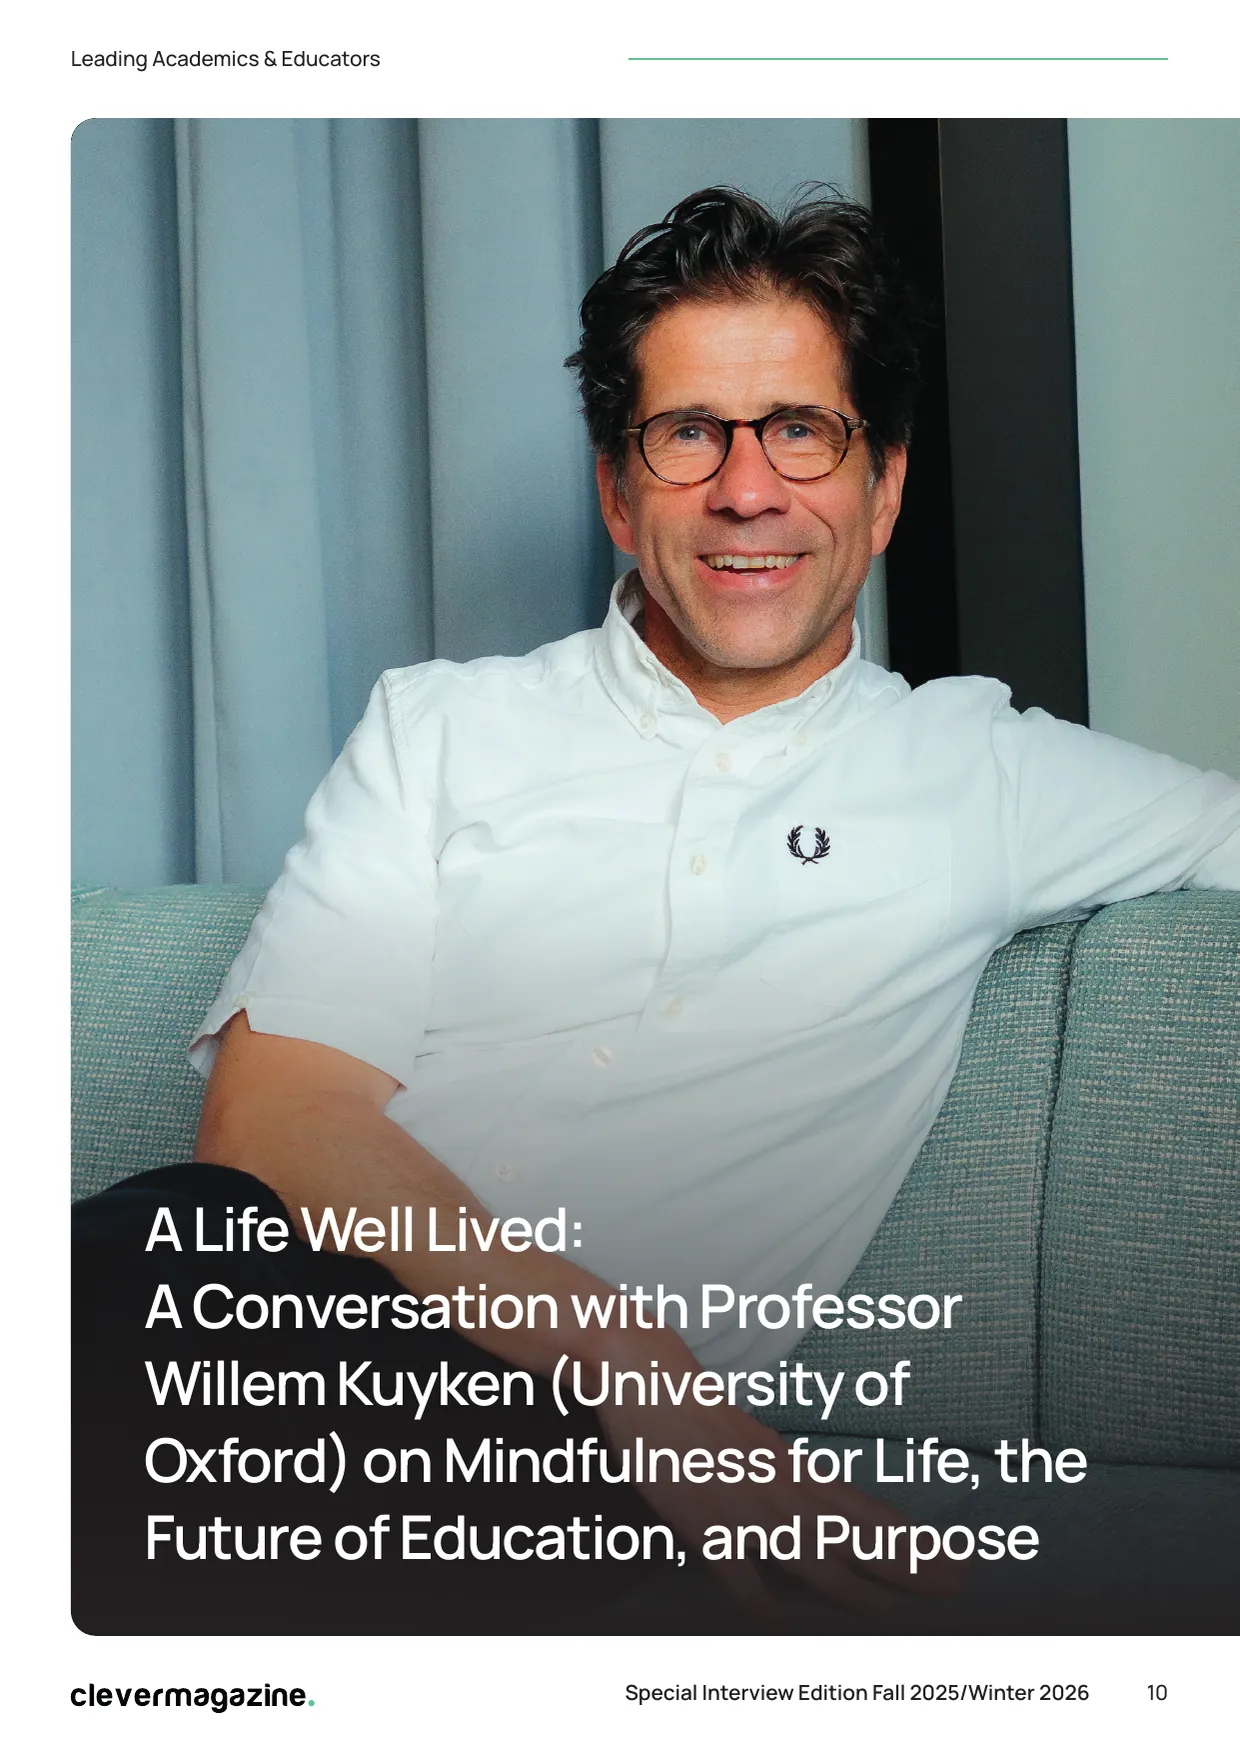 Leading Academics & Educators
A Life Well Lived:
A Conversation with Professor
Willem Kuyken (University of
Oxford) on Mindfulness for Life, the
Future of Education, and Purpose
clevermagazine.
Special Interview Edition Fall 2025/Winter 2026 10